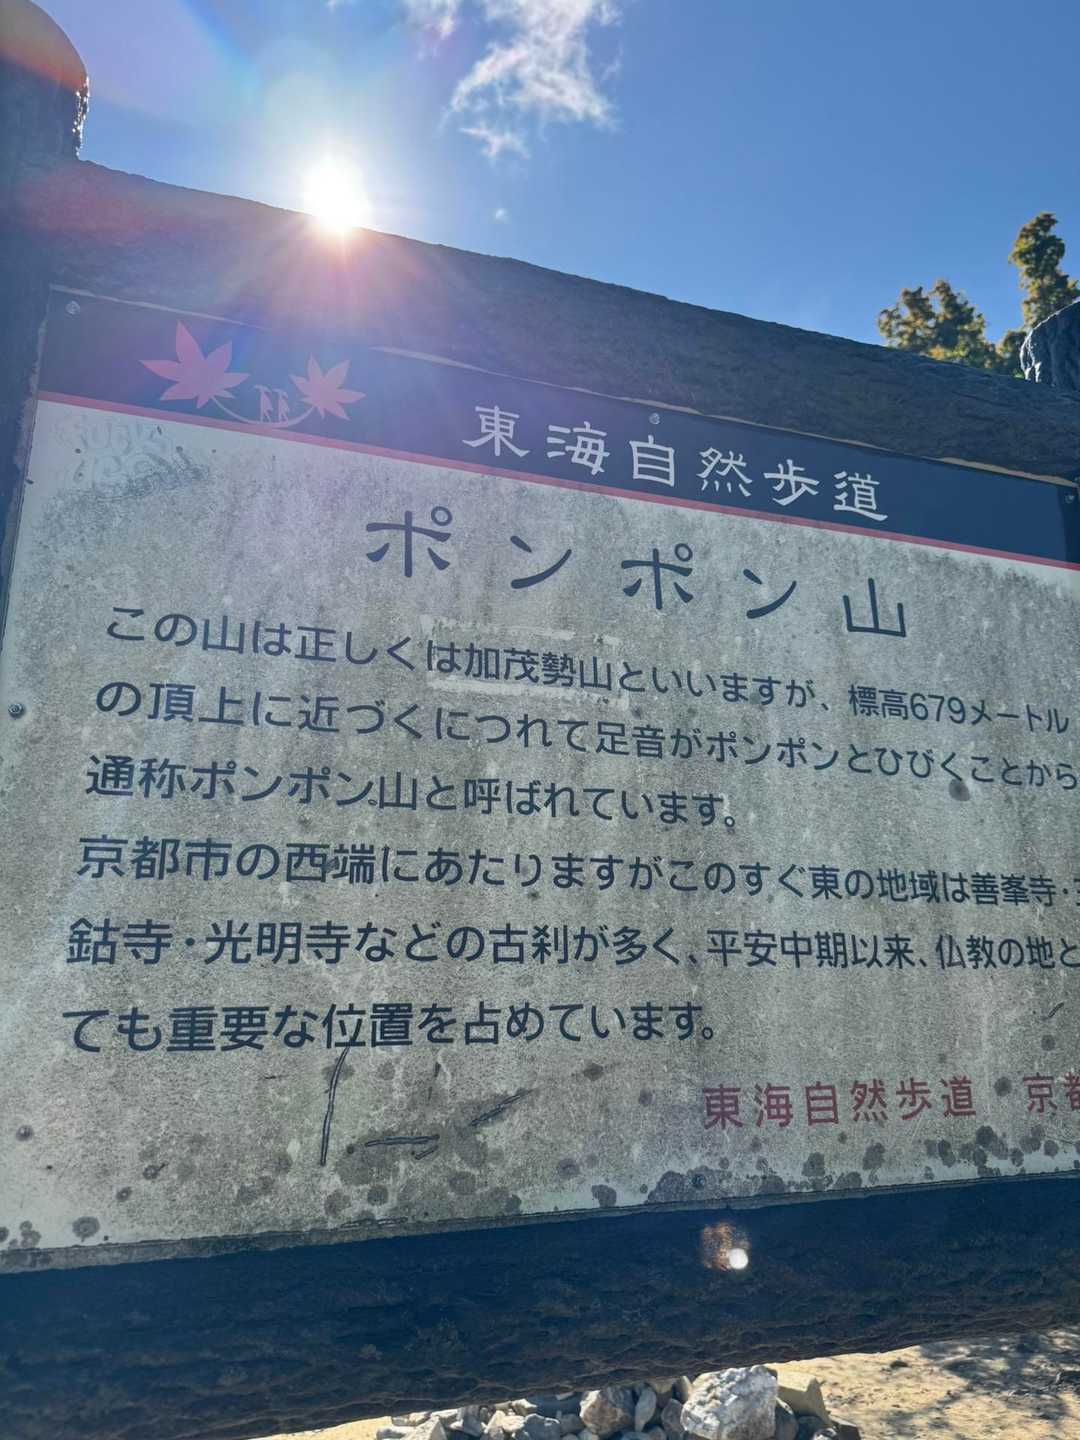 東海自然歩道
ポンポン山
この山は正しくは加茂勢山といいますが、標高679メートル
の頂上に近づくにつれて足音がポンポンとひびくことから
通称ポンポン山と呼ばれています。
京都市の西端にあたりますがこのすぐ東の地域は善峯寺・
鈷寺・光明寺などの古刹が多く、平安中期以来、仏教の地と
ても重要な位置を占めています。
東海自然歩道 京都